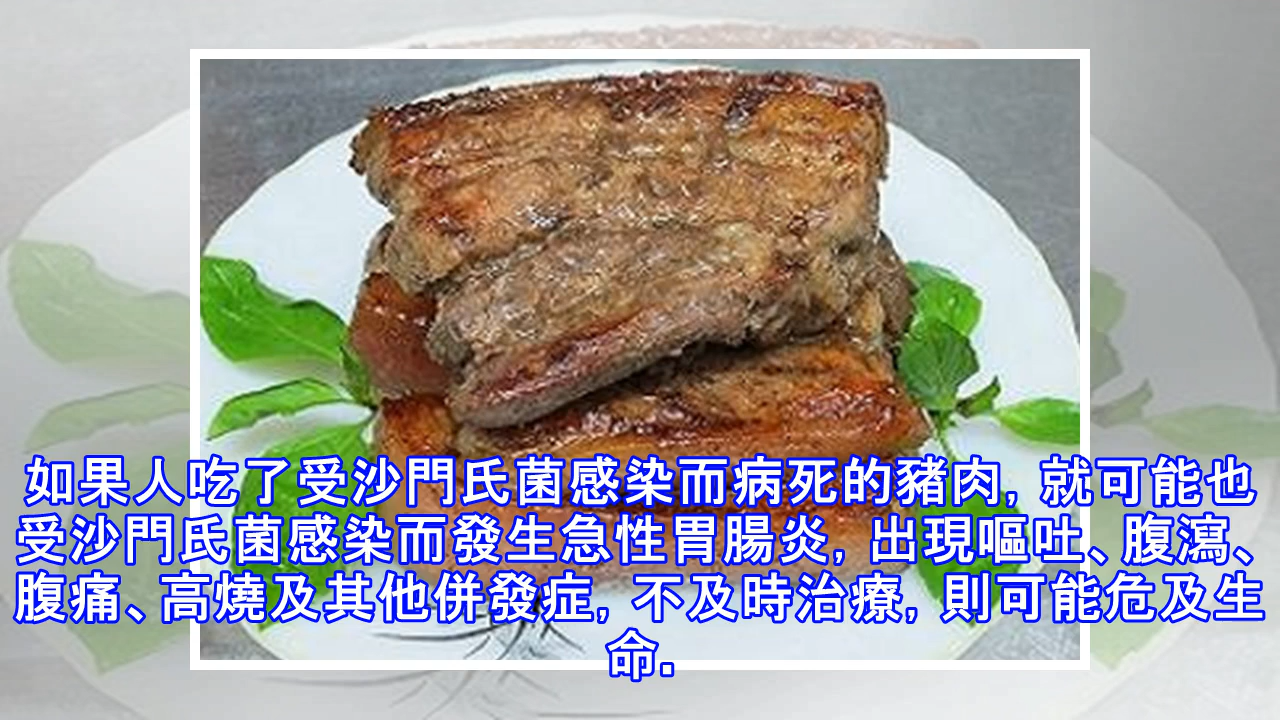 如果人吃了受沙門氏菌感染而病死的豬肉, 就可能也
受沙門氏菌感染而發生急性胃腸炎, 出現嘔吐、腹瀉、
腹痛、高燒及其他併發症, 不及時治療, 則可能危及生
命.